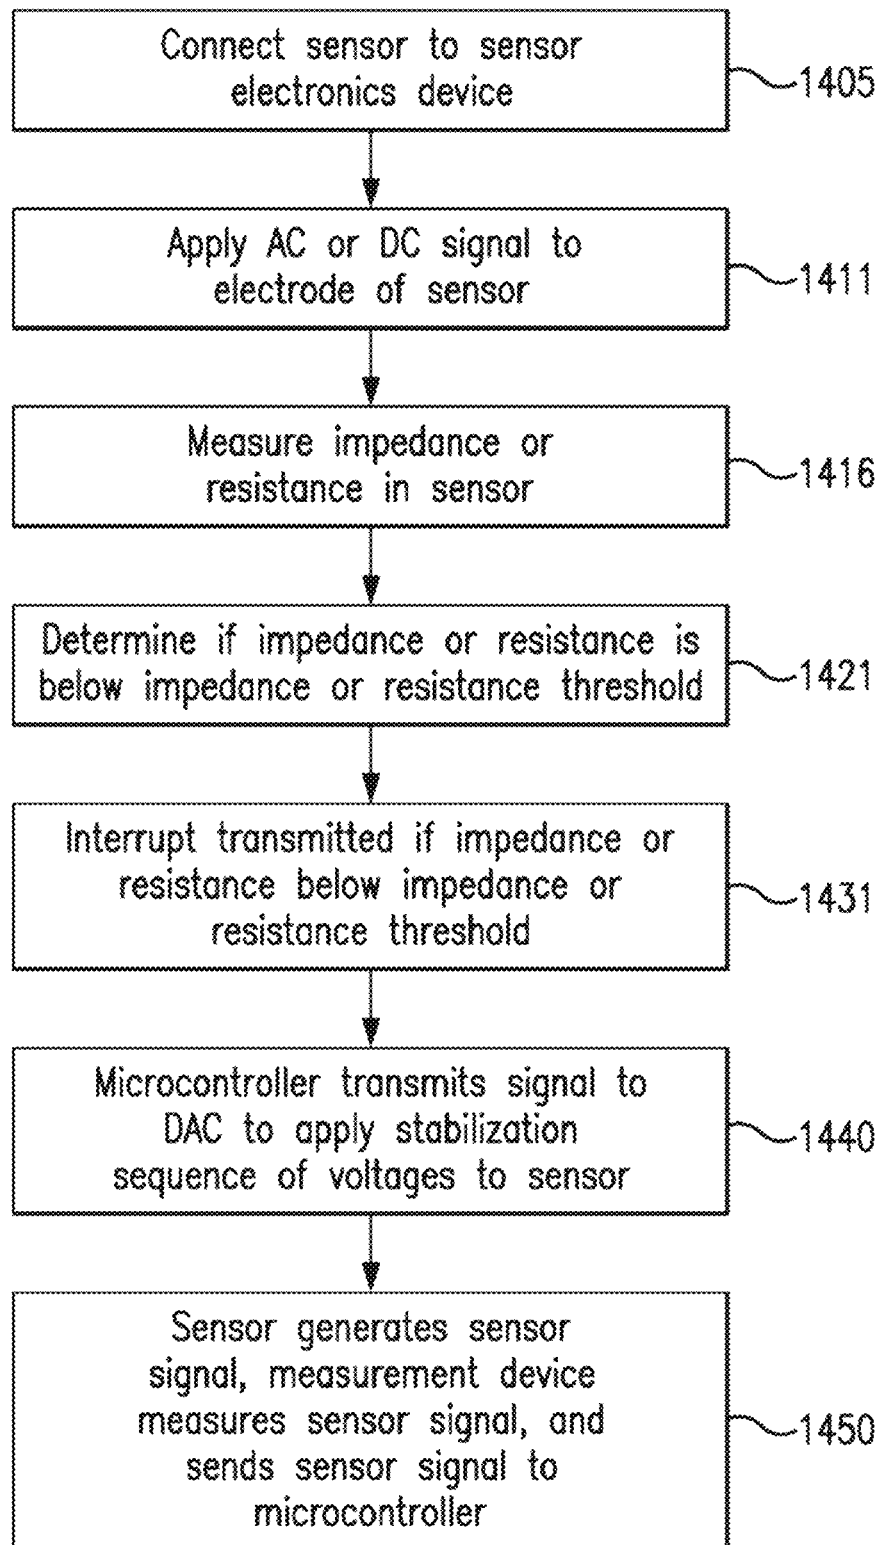 Connect sensor to sensor
electronics device
1405
Apply AC or DC signal to
electrode of sensor
1411
Measure impedance or
resistance in sensor
1416
Determine if impedance or resistance is
below impedance or resistance threshold
1421
Interrupt transmitted if impedance or
resistance below impedance or
resistance threshold
1431
Microcontroller transmits signal to
DAC to apply stabilization
sequence of voltages to sensor
1440
Sensor generates sensor
signal, measurement device
measures sensor signal, and
sends sensor signal to
microcontroller
1450